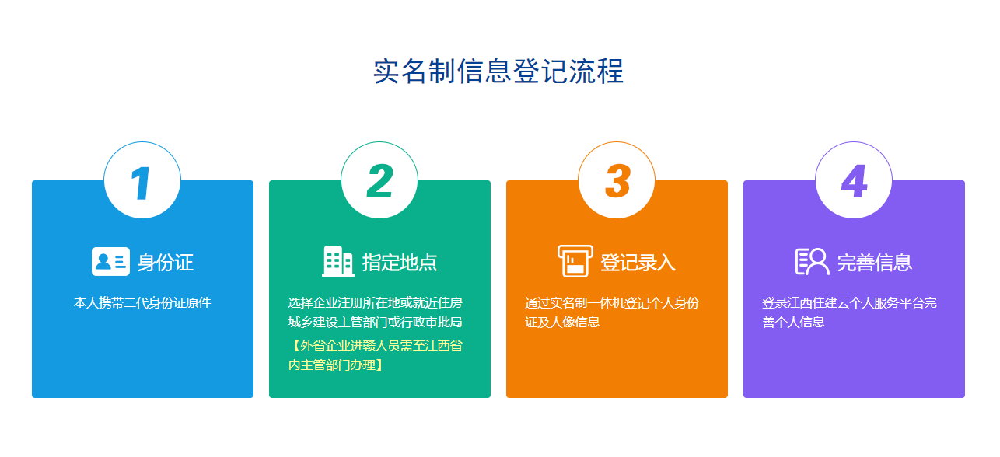 实名制信息登记流程
1
身份证
本人携带二代身份证原件
2
指定地点
选择企业注册所在地或就近住房
城乡建设主管部门或行政审批局
【外省企业进赣人员需至江西省
内主管部门办理】
3
登记录入
通过实名制一体机登记个人身份
证及人像信息
4
完善信息
登录江西住建云个人服务平台完
善个人信息